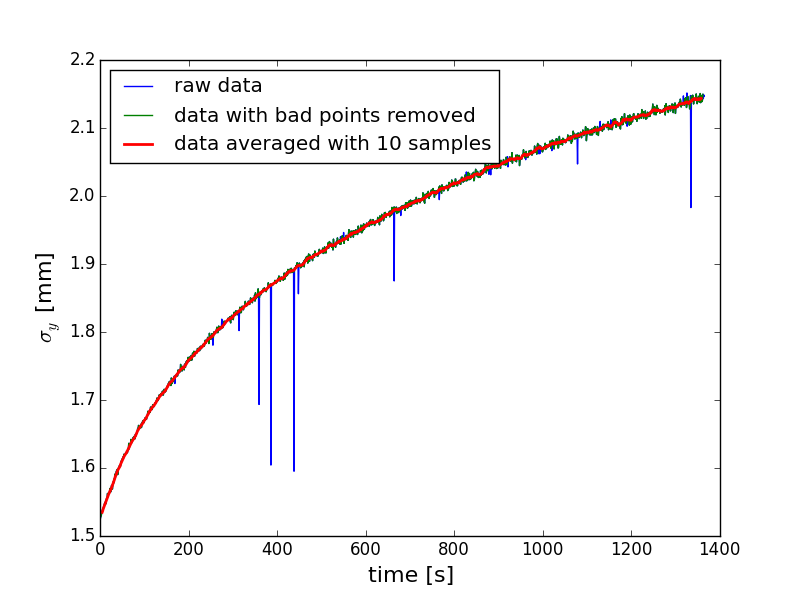 2.2
2.1
2.0
1.9
1.8
1.7
1.6
1.5
σy [mm]
raw data
data with bad points removed
data averaged with 10 samples
0 200 400 600 800 1000 1200 1400
time [s]